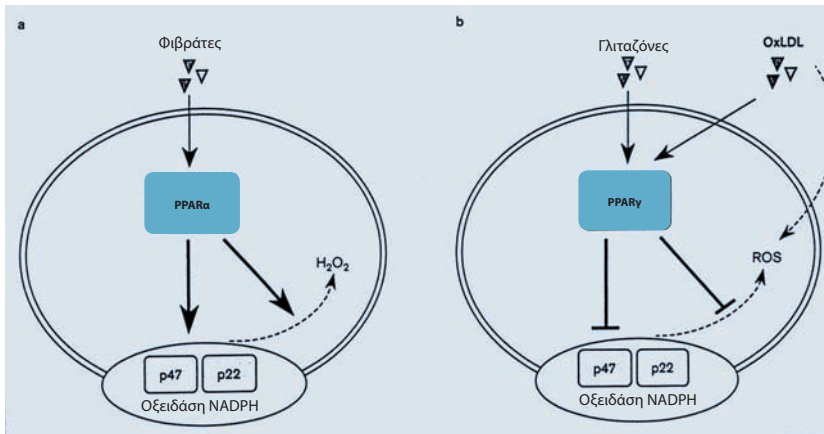 a
Φιβράτες
PPARα
H₂O₂
p47 p22
Οξειδάση NADPH
b
Γλιταζόνες
OxLDL
PPARγ
ROS
p47 p22
Οξειδάση NADPH